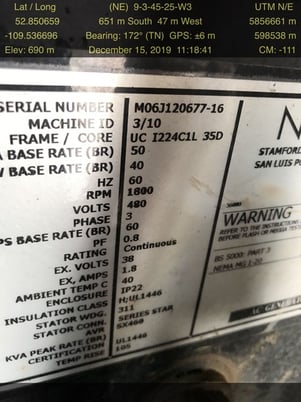 Lat / Long (NE) 9-3-45-25-W3 UTM N/E
52.850659 651 m South 47 m West 5856661 m
-109.536696 Bearing: 172° (TN) GPS: ±6 m 598538 m
Elev: 690 m December 15, 2019 11:18:41 CM: -111
SERIAL NUMBER M06J120677-16
MACHINE ID 3/10
FRAME / CORE UC I224C1L 35D
A BASE RATE (BR) 50
W BASE RATE (BR) 40
HZ 60
RPM 1800
VOLTS 480
PHASE 3
PS BASE RATE (BR) 60
PF 0.8
RATING Continuous
EX. VOLTS 38
EX, AMPS 1.8
AMBIENT TEMP C 40
ENCLOSURE IP22
INSULATION CLASS H;UL1446
STATOR WDG. 311
STATOR CONN. SERIES STAR
AVR SX460
KVA PEAK RATE (BR)
CERTIFICATION UL1446
TEMP RISE 105
N
STAMFORD
SAN LUIS PO
WARNING
REFER TO THE INSTRUCTION
BEFORE
BS 5000: PART 3
NEMA MG 1-20
AC GENERAT